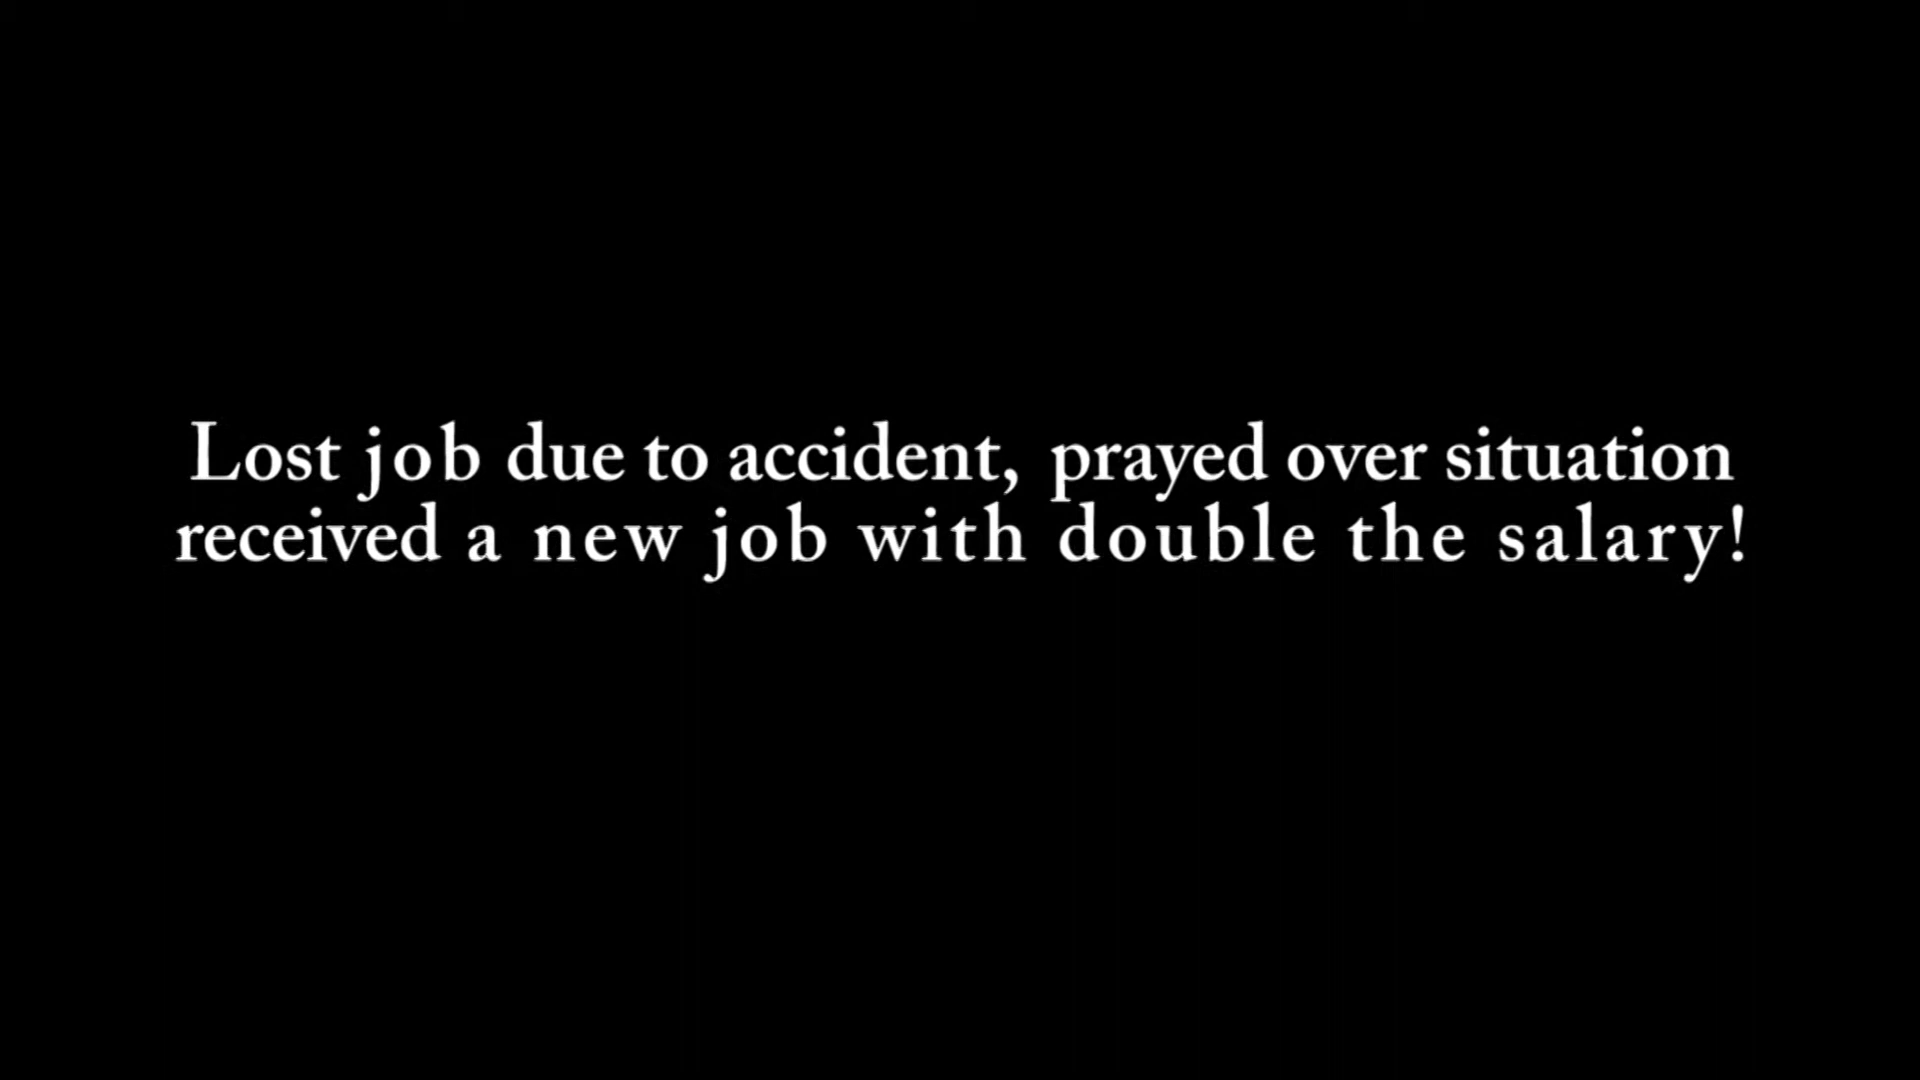 Lost job due to accident, prayed over situation
received a new job with double the salary!